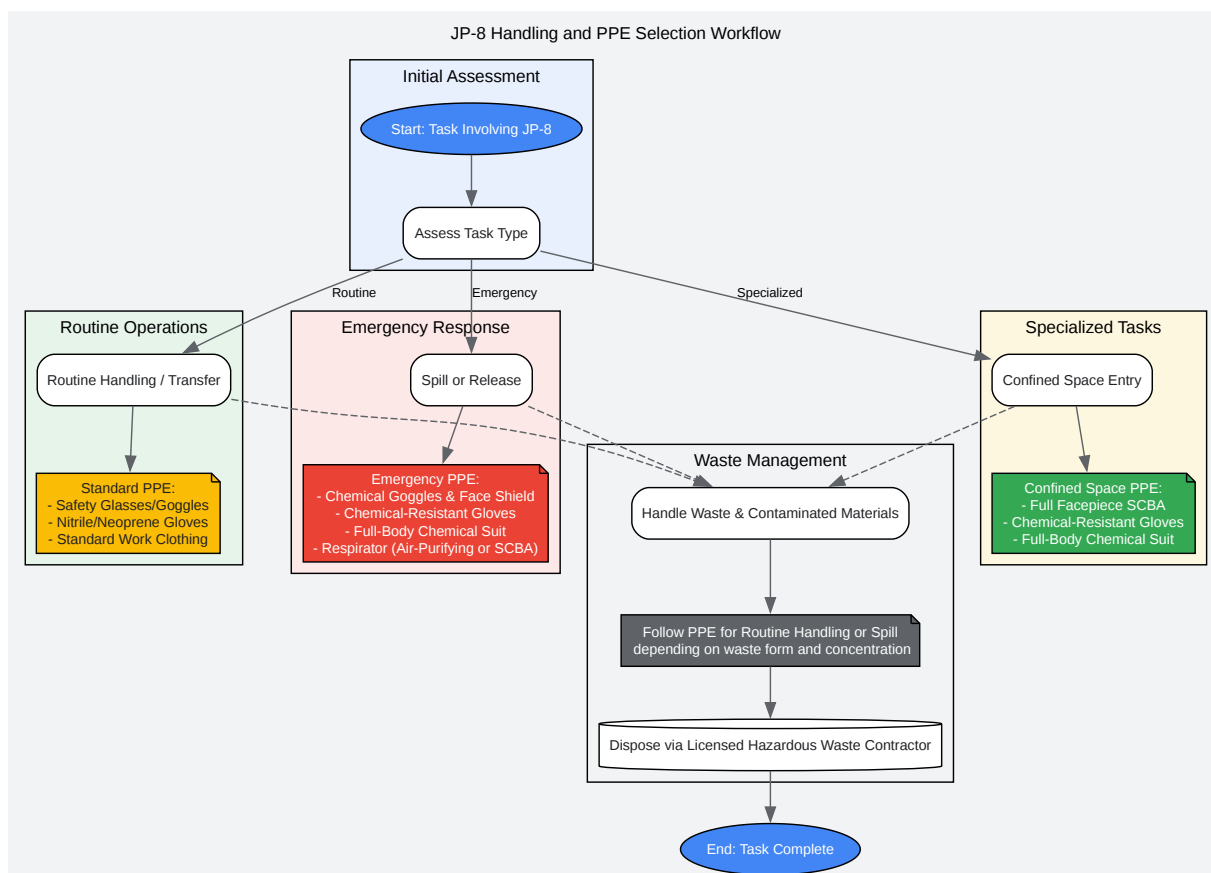 JP-8 Handling and PPE Selection Workflow
Initial Assessment
Start: Task Involving JP-8
Assess Task Type
Routine
Emergency
Specialized
Routine Operations
Routine Handling / Transfer
Standard PPE:
- Safety Glasses/Goggles
- Nitrile/Neoprene Gloves
- Standard Work Clothing
Emergency Response
Spill or Release
Emergency PPE:
- Chemical Goggles & Face Shield
- Chemical-Resistant Gloves
- Full-Body Chemical Suit
- Respirator (Air-Purifying or SCBA)
Specialized Tasks
Confined Space Entry
Confined Space PPE:
- Full Facepiece SCBA
- Chemical-Resistant Gloves
- Full-Body Chemical Suit
Waste Management
Handle Waste & Contaminated Materials
Follow PPE for Routine Handling or Spill
depending on waste form and concentration
Dispose via Licensed Hazardous Waste Contractor
End: Task Complete